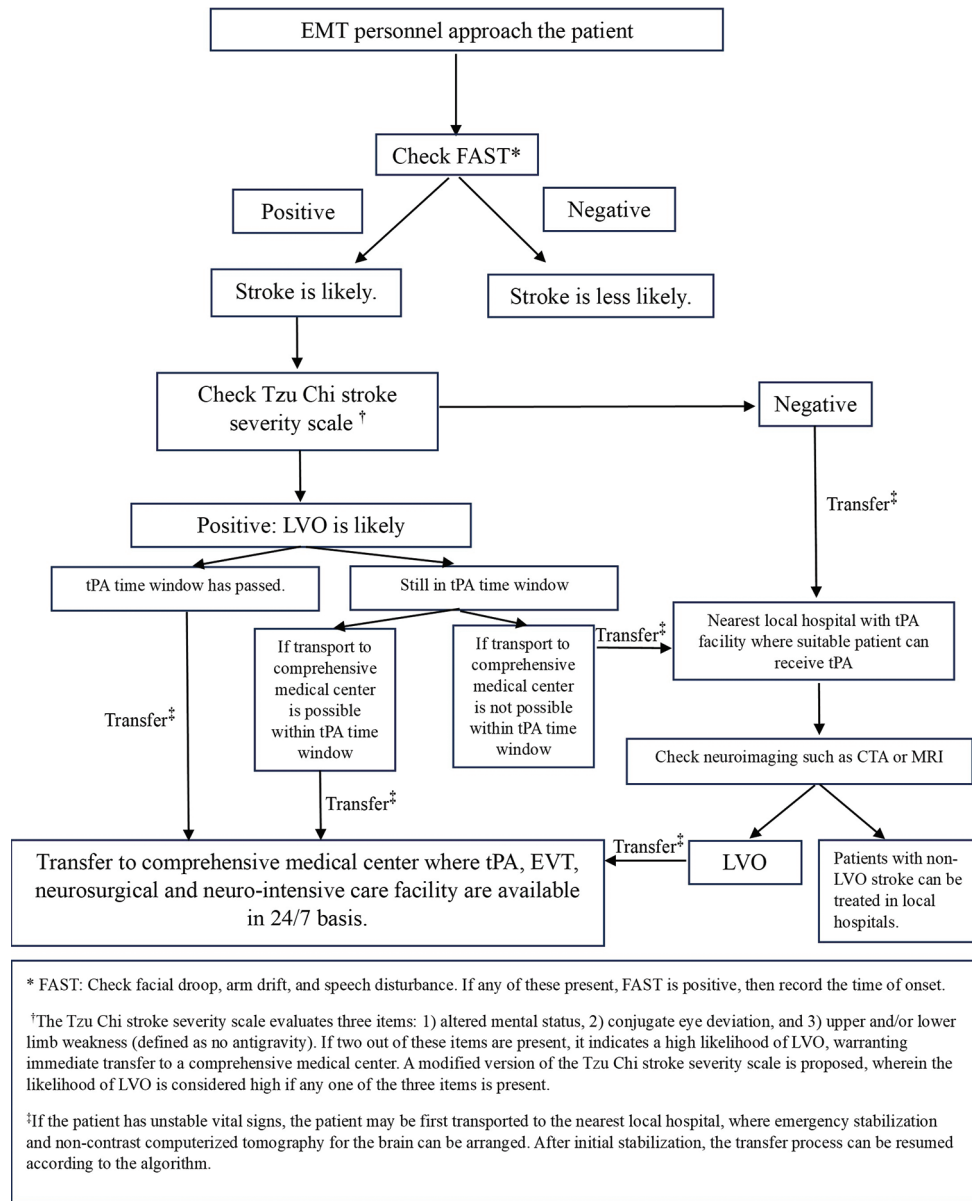 EMT personnel approach the patient
Check FAST*
Positive
Negative
Stroke is likely.
Stroke is less likely.
Check Tzu Chi stroke
severity scale †
Negative
Transfer‡
Positive: LVO is likely
tPA time window has passed.
Still in tPA time window
If transport to
comprehensive
medical center
is possible
within tPA time
window
If transport to
comprehensive
medical center
is not possible
within tPA time
window
Transfer‡
Nearest local hospital with tPA
facility where suitable patient can
receive tPA
Transfer‡
Transfer‡
Check neuroimaging such as CTA or MRI
Transfer to comprehensive medical center where tPA, EVT,
neurosurgical and neuro-intensive care facility are available
in 24/7 basis.
Transfer‡
LVO
Patients with non-
LVO stroke can be
treated in local
hospitals.
* FAST: Check facial droop, arm drift, and speech disturbance. If any of these present, FAST is positive, then record the time of onset.
†The Tzu Chi stroke severity scale evaluates three items: 1) altered mental status, 2) conjugate eye deviation, and 3) upper and/or lower
limb weakness (defined as no antigravity). If two out of these items are present, it indicates a high likelihood of LVO, warranting
immediate transfer to a comprehensive medical center. A modified version of the Tzu Chi stroke severity scale is proposed, wherein the
likelihood of LVO is considered high if any one of the three items is present.
‡If the patient has unstable vital signs, the patient may be first transported to the nearest local hospital, where emergency stabilization
and non-contrast computerized tomography for the brain can be arranged. After initial stabilization, the transfer process can be resumed
according to the algorithm.